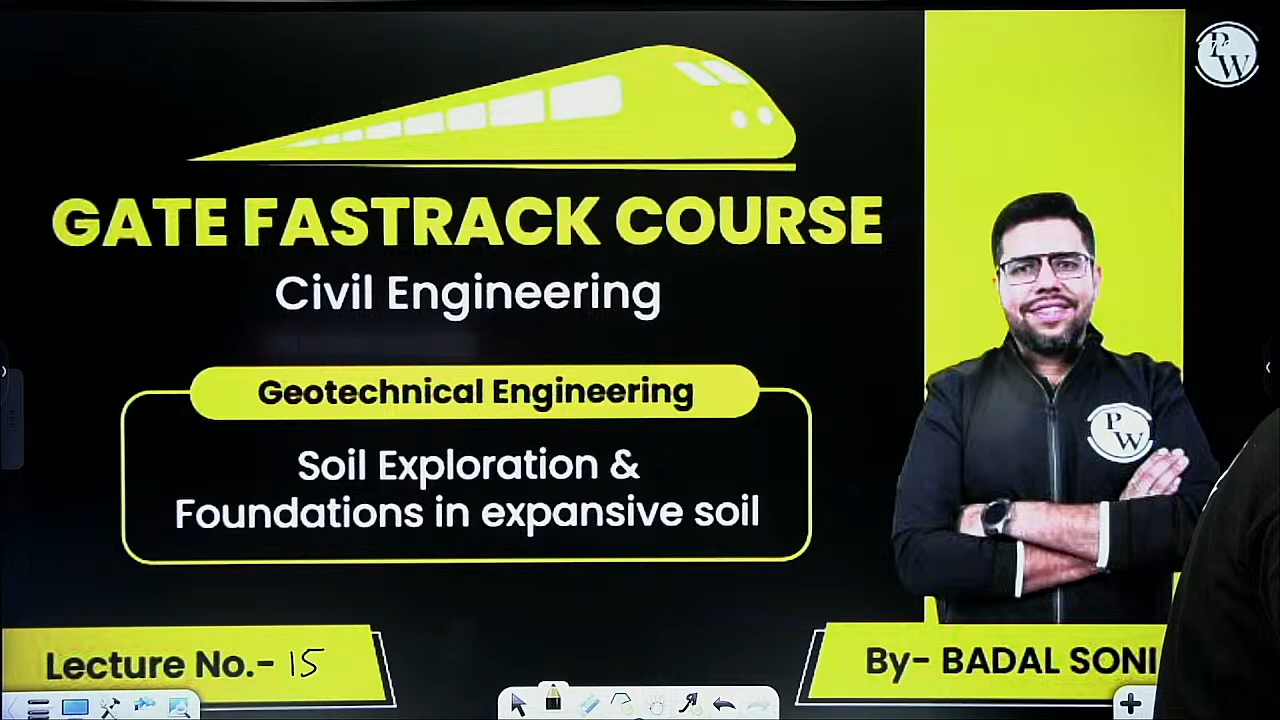 PW
GATE FASTRACK COURSE
Civil Engineering
Geotechnical Engineering
Soil Exploration &
Foundations in expansive soil
PW
Lecture No.- 15
By- BADAL SONI